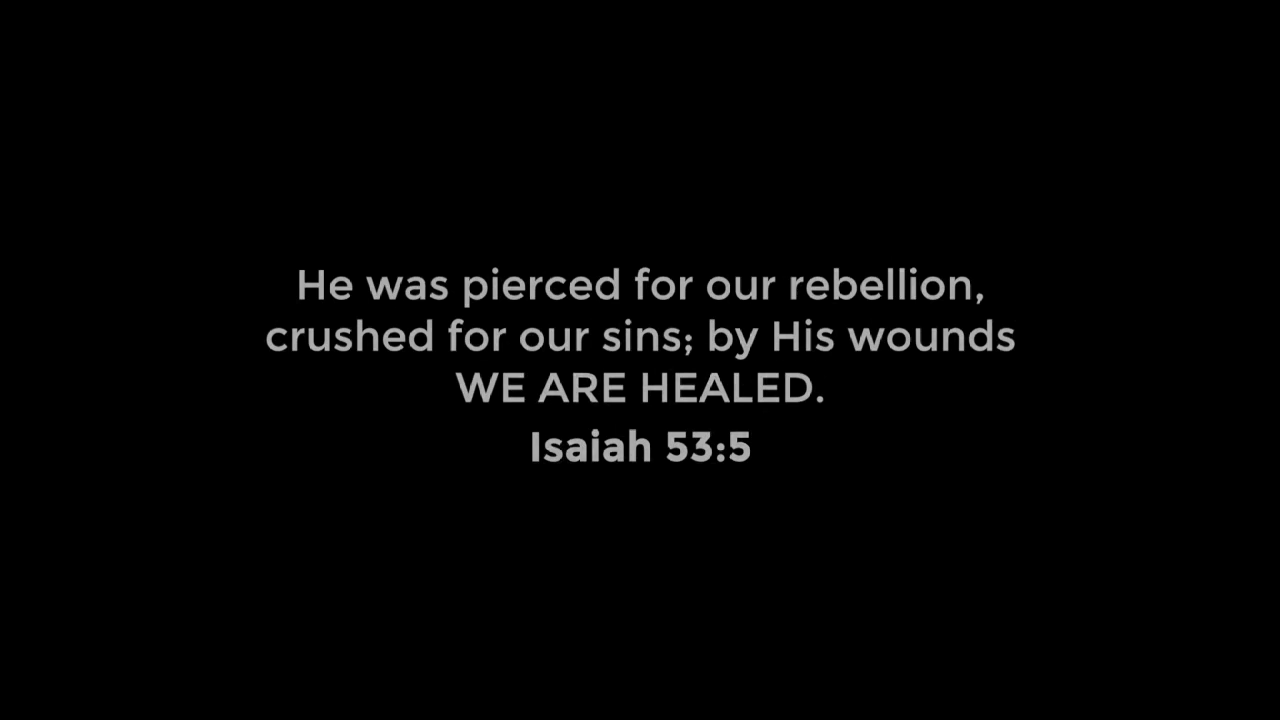 He was pierced for our rebellion,
crushed for our sins; by His wounds
WE ARE HEALED.
Isaiah 53:5